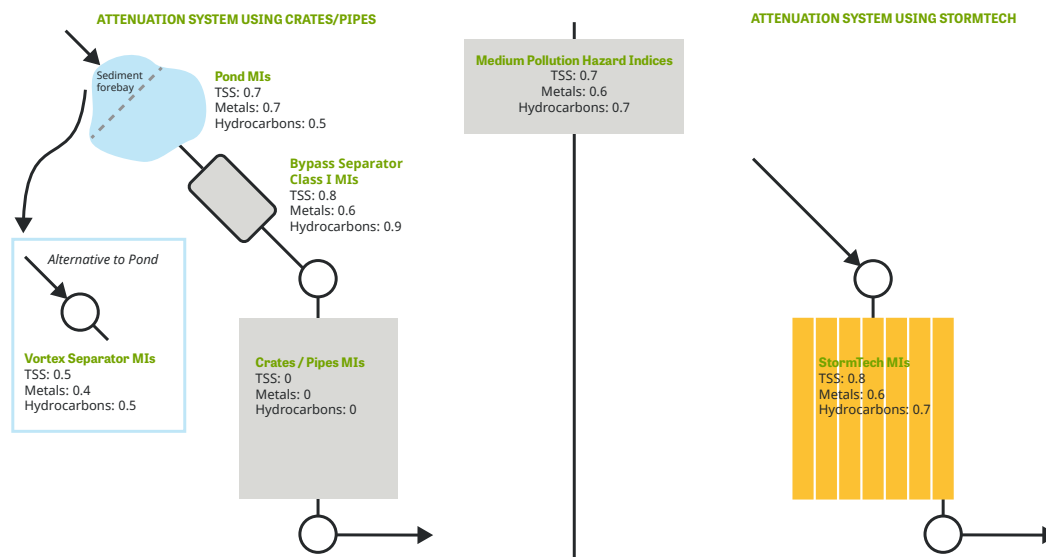 ATTENUATION SYSTEM USING CRATES/PIPES
Sediment
forebay
Pond MIs
TSS: 0.7
Metals: 0.7
Hydrocarbons: 0.5
Bypass Separator
Class I MIs
TSS: 0.8
Metals: 0.6
Hydrocarbons: 0.9
Alternative to Pond
Vortex Separator MIs
TSS: 0.5
Metals: 0.4
Hydrocarbons: 0.5
Crates / Pipes MIs
TSS: 0
Metals: 0
Hydrocarbons: 0
Medium Pollution Hazard Indices
TSS: 0.7
Metals: 0.6
Hydrocarbons: 0.7
ATTENUATION SYSTEM USING STORMTECH
StormTech MIs
TSS: 0.8
Metals: 0.6
Hydrocarbons: 0.7